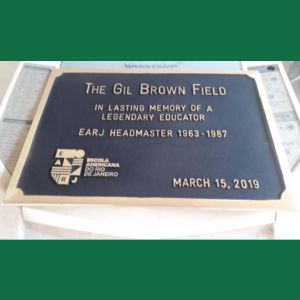 BRASTEMP
THE GIL BROWN FIELD
IN LASTING MEMORY OF A
LEGENDARY EDUCATOR
EARJ HEADMASTER 1963-1987
E A
R J
ESCOLA
AMERICANA
DO RIO
DE JANEIRO
MARCH 15, 2019